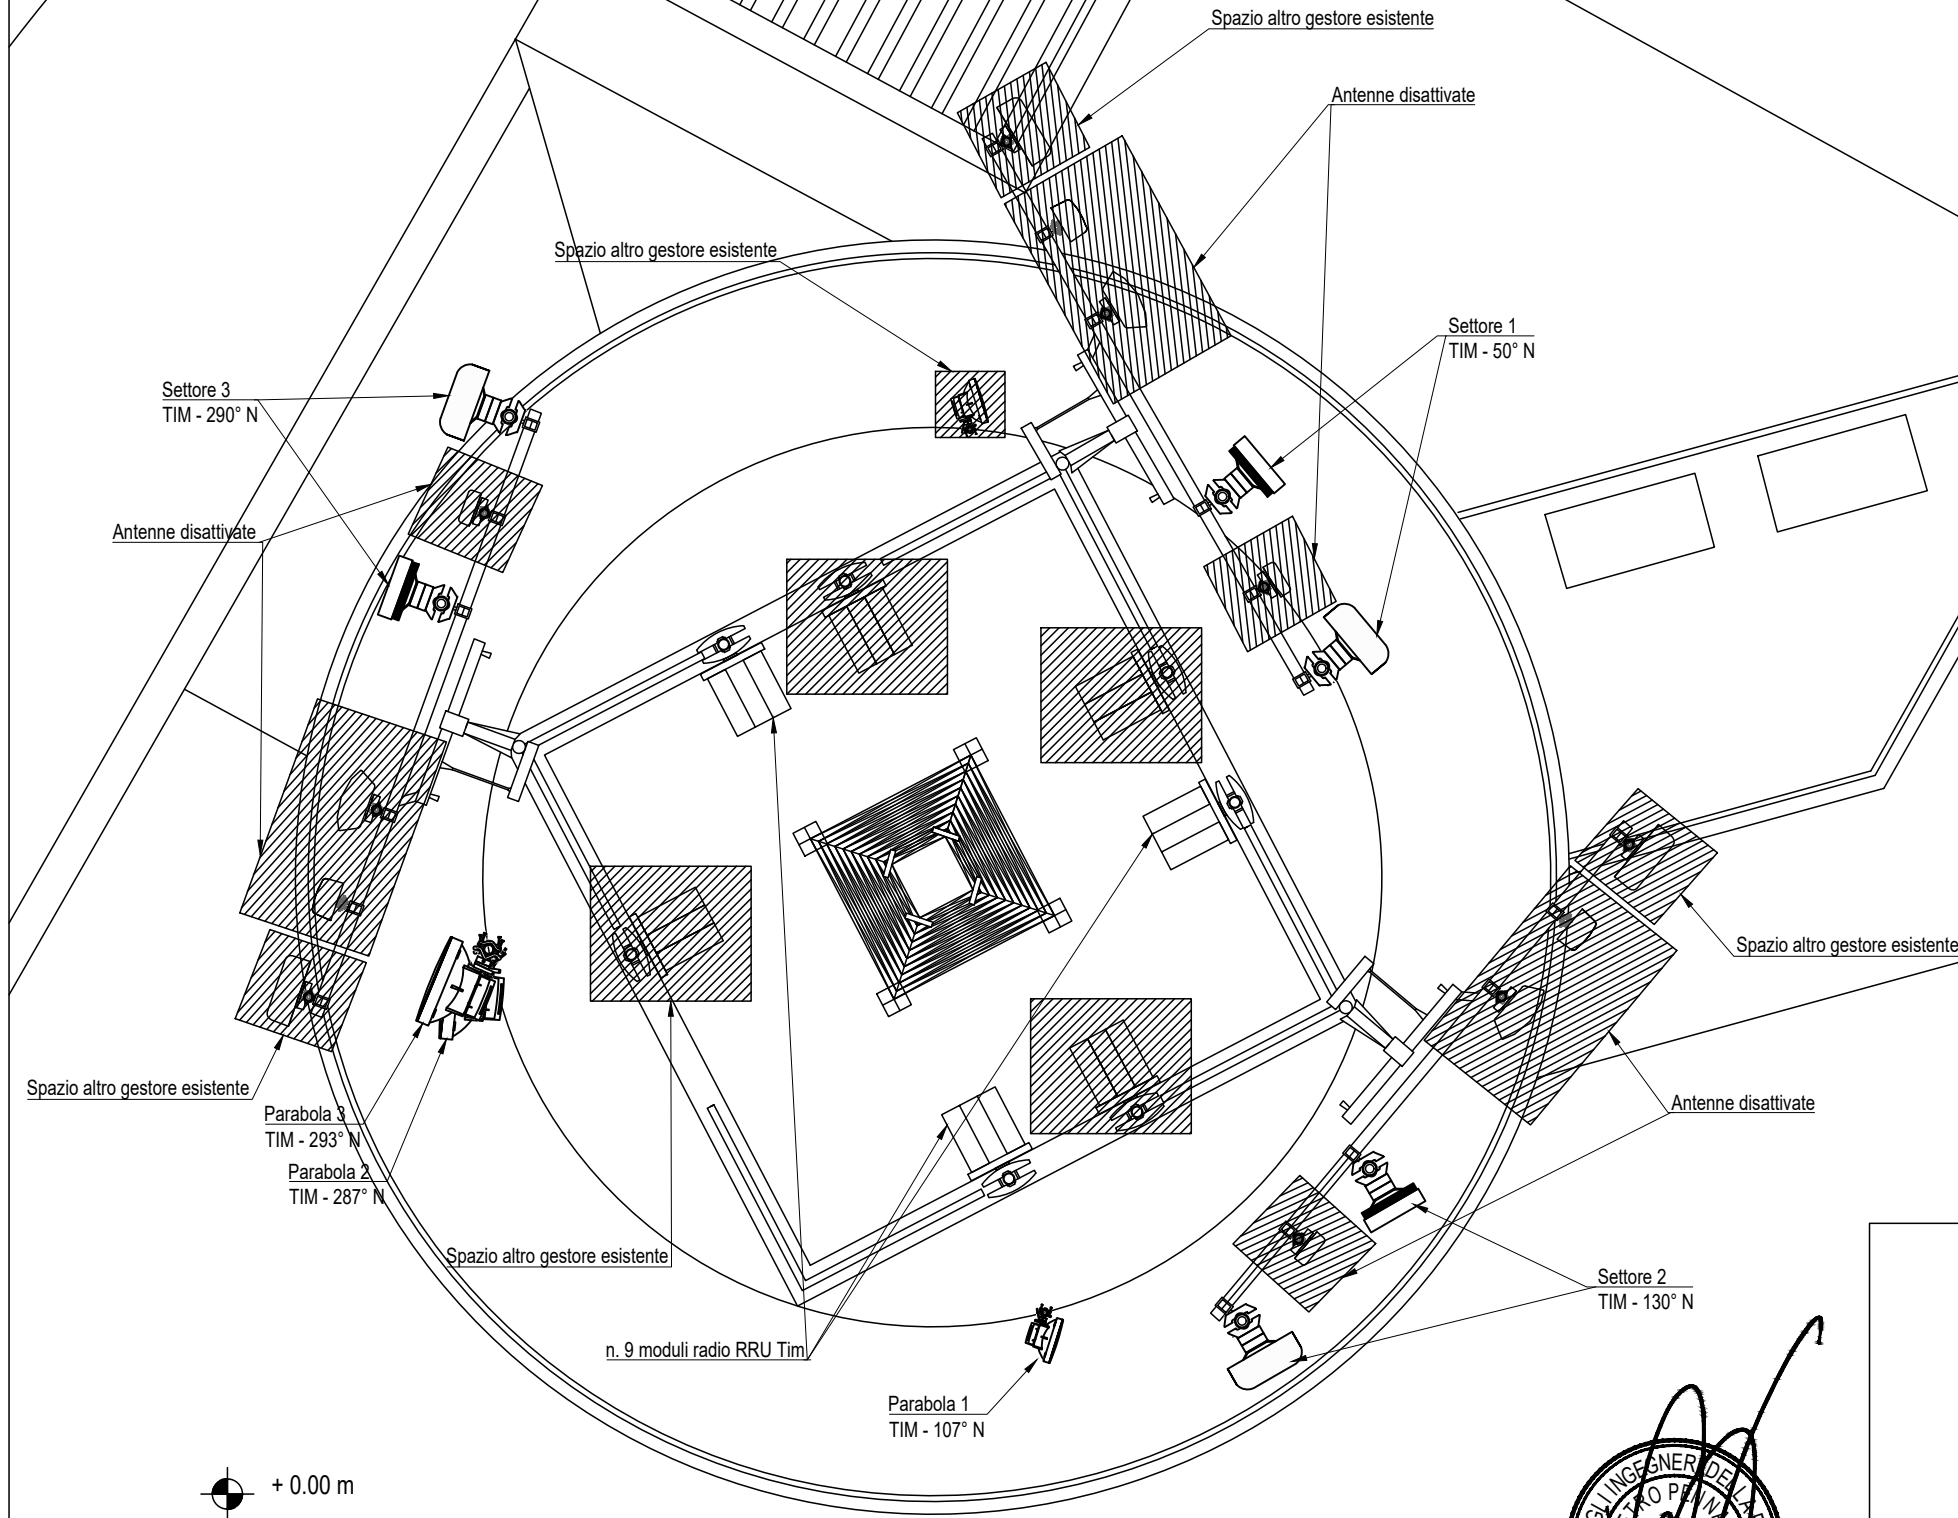 Spazio altro gestore esistente
Antenne disattivate
Spazio altro gestore esistente
Settore 1
TIM - 50° N
Settore 3
TIM - 290° N
Antenne disattivate
Spazio altro gestore esistente
Spazio altro gestore esistente
Parabola 3
TIM - 293° N
Antenne disattivate
Parabola 2
TIM - 287° N
Spazio altro gestore esistente
Settore 2
TIM - 130° N
n. 9 moduli radio RRU Tim
Parabola 1
TIM - 107° N
+ 0.00 m